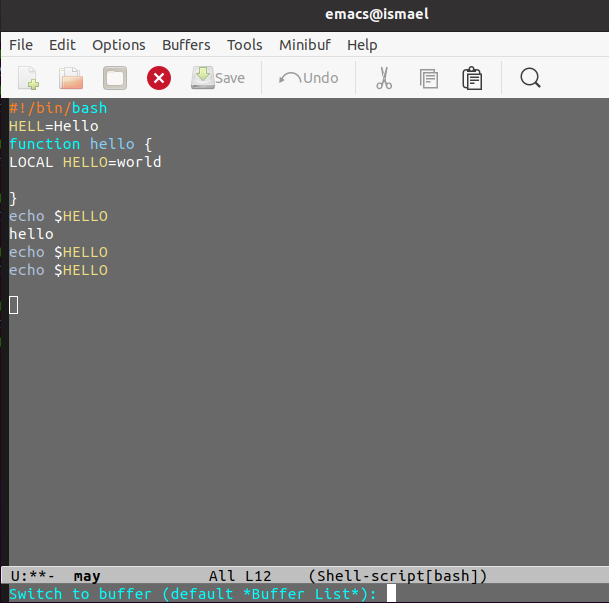 emacs@ismael
File Edit Options Buffers Tools Minibuf Help
Save Undo
#!/bin/bash
HELL=Hello
function hello {
LOCAL HELLO=world
}
echo $HELLO
hello
echo $HELLO
echo $HELLO
U:**-  may            All L12    (Shell-script[bash])
Switch to buffer (default *Buffer List*):